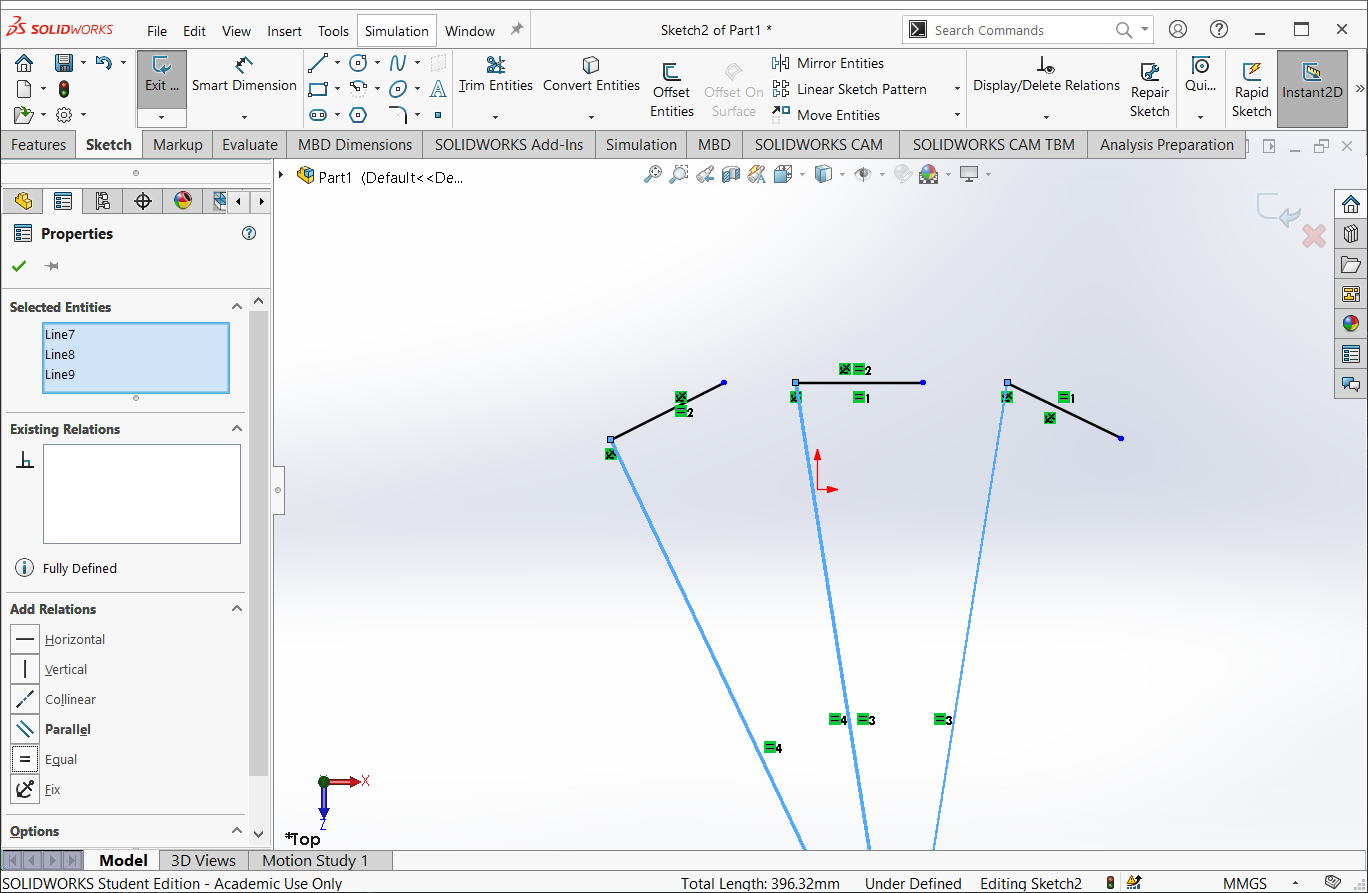 SOLIDWORKS
File Edit View Insert Tools Simulation Window
Sketch2 of Part1 *
Search Commands
Exit ...
Smart Dimension
Trim Entities
Convert Entities
Offset
Entities
Offset On
Surface
Mirror Entities
Linear Sketch Pattern
Move Entities
Display/Delete Relations
Repair
Sketch
Qui...
Rapid
Sketch
Instant2D
Features Sketch Markup Evaluate MBD Dimensions SOLIDWORKS Add-Ins Simulation MBD SOLIDWORKS CAM SOLIDWORKS CAM TBM Analysis Preparation
Part1 (Default<<De...
Properties
Selected Entities
Line7
Line8
Line9
Existing Relations
Fully Defined
Add Relations
Horizontal
Vertical
Collinear
Parallel
Equal
Fix
Options
2
2
1
1
4
3
3
4
X
Z
*Top
Model 3D Views Motion Study 1
SOLIDWORKS Student Edition - Academic Use Only
Total Length: 396.32mm Under Defined Editing Sketch2 MMGS